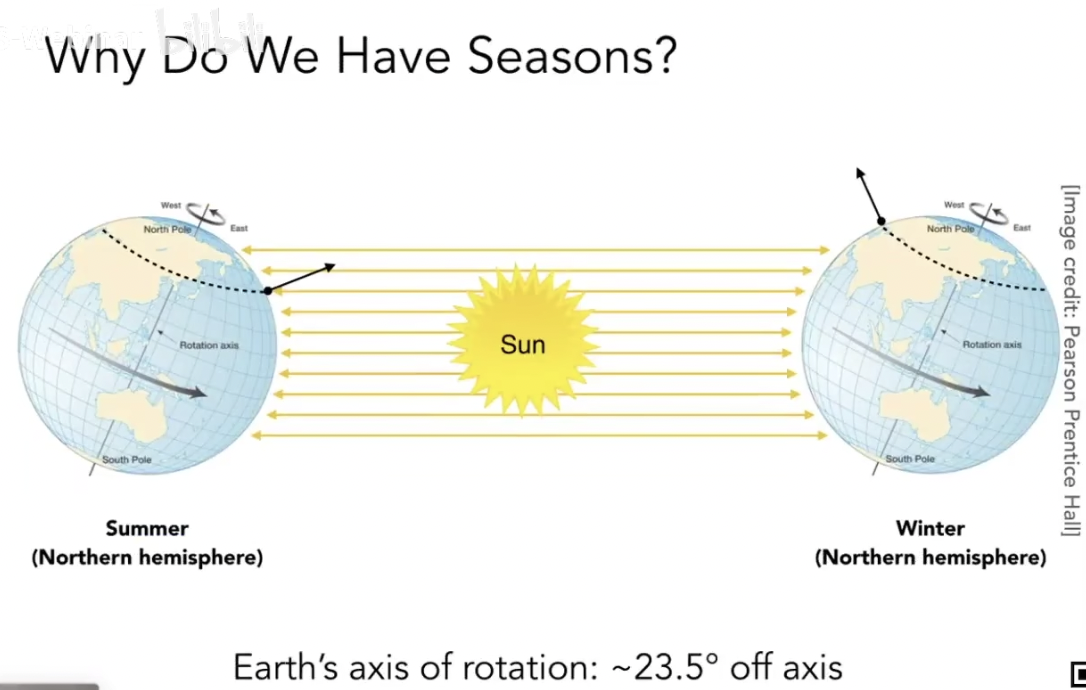 S-Webinar bilibili
Why Do We Have Seasons?
West
North Pole
East
Rotation axis
South Pole
Summer
(Northern hemisphere)
Sun
West
North Pole
East
Rotation axis
South Pole
Winter
(Northern hemisphere)
[Image credit: Pearson Prentice Hall]
Earth's axis of rotation: ~23.5° off axis